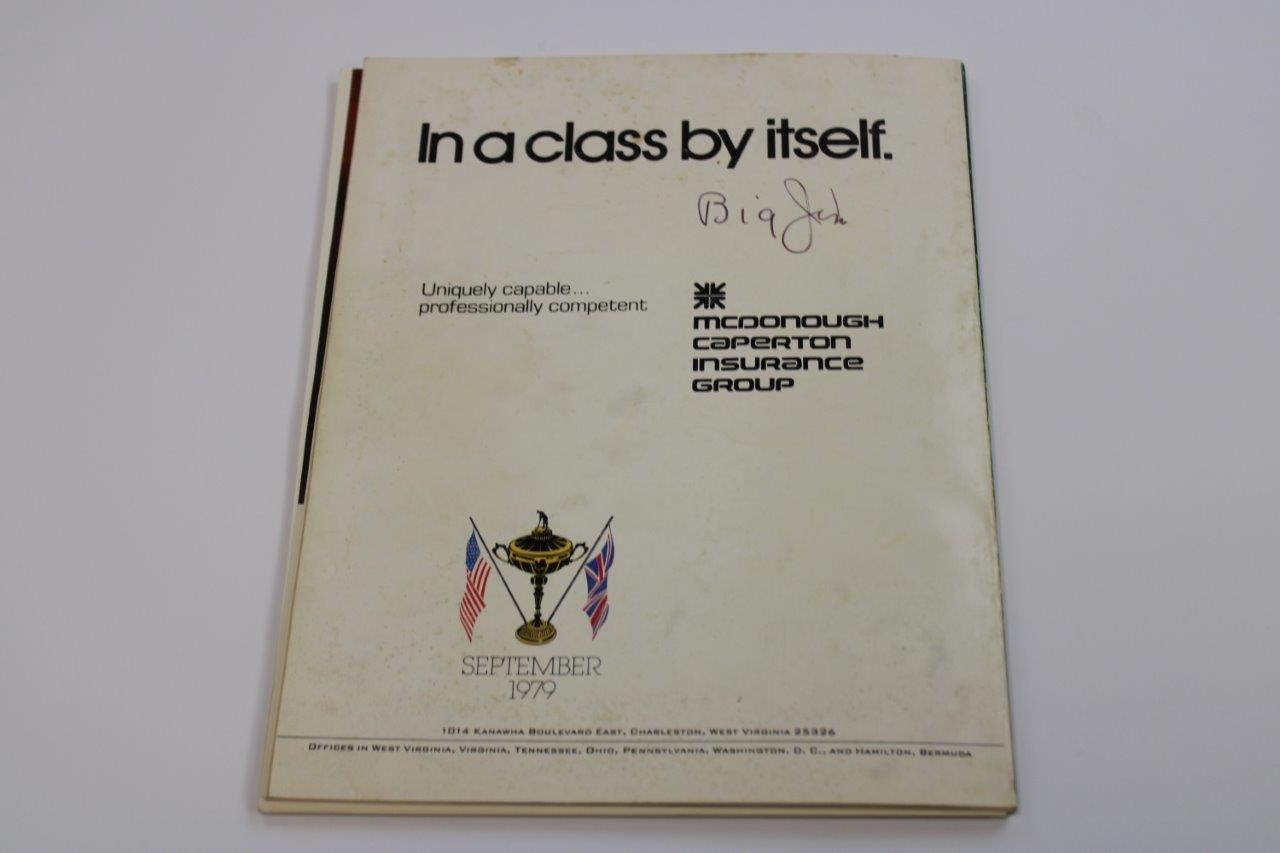 In a class by itself.
Big Jah
Uniquely capable...
professionally competent
McDONOUGH
CAPERTON
INSURANCE
GROUP
SEPTEMBER
1979
1014 KANAWHA BOULEVARD EAST, CHARLESTON, WEST VIRGINIA 25326
OFFICES IN WEST VIRGINIA, VIRGINIA, TENNESSEE, OHIO, PENNSYLVANIA, WASHINGTON, D. C., AND HAMILTON, BERMUDA